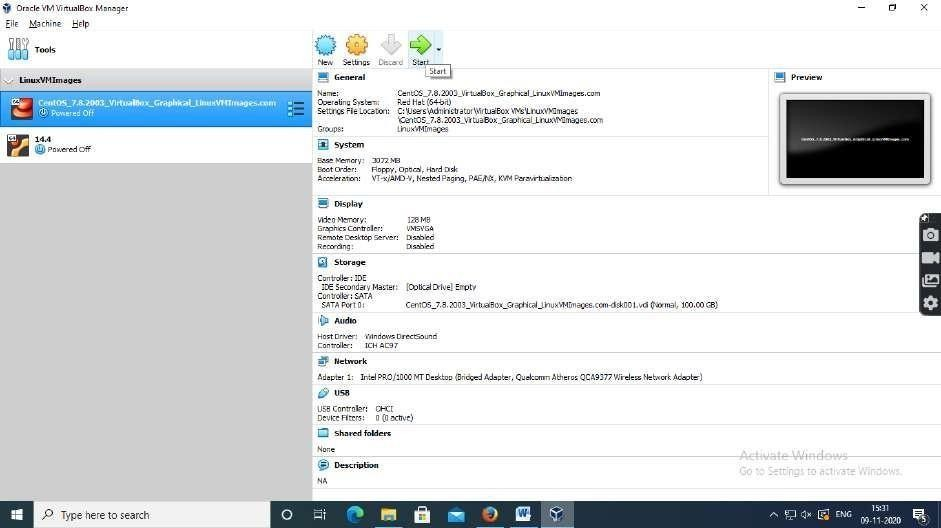 Oracle VM VirtualBox Manager
File Machine Help
Tools
New Settings Discard Start
Start
LinuxVMImages
CentOS_7.8.2003_VirtualBox_Graphical_LinuxVMImages.com
Powered Off
14.4
Powered Off
General
Name: CentOS_7.8.2003_VirtualBox_Graphical_LinuxVMImages.com
Operating System: Red Hat (64-bit)
Settings File Location: C:\Users\Administrator\VirtualBox VMs\LinuxVMImages
\CentOS_7.8.2003_VirtualBox_Graphical_LinuxVMImages.com
Groups: LinuxVMImages
Preview
CentOS_7.8.2003_VirtualBox_Graphical_LinuxVMImages.com
System
Base Memory: 3072 MB
Boot Order: Floppy, Optical, Hard Disk
Acceleration: VT-x/AMD-V, Nested Paging, PAE/NX, KVM Paravirtualization
Display
Video Memory: 128 MB
Graphics Controller: VMSVGA
Remote Desktop Server: Disabled
Recording: Disabled
Storage
Controller: IDE
IDE Secondary Master: [Optical Drive] Empty
Controller: SATA
SATA Port 0: CentOS_7.8.2003_VirtualBox_Graphical_LinuxVMImages.com-disk001.vdi (Normal, 100.00 GB)
Audio
Host Driver: Windows DirectSound
Controller: ICH AC97
Network
Adapter 1: Intel PRO/1000 MT Desktop (Bridged Adapter, Qualcomm Atheros QCA9377 Wireless Network Adapter)
USB
USB Controller: OHCI
Device Filters: 0 (0 active)
Shared folders
None
Description
NA
Activate Windows
Go to Settings to activate Windows.
Type here to search
ENG
15:31
09-11-2020
5